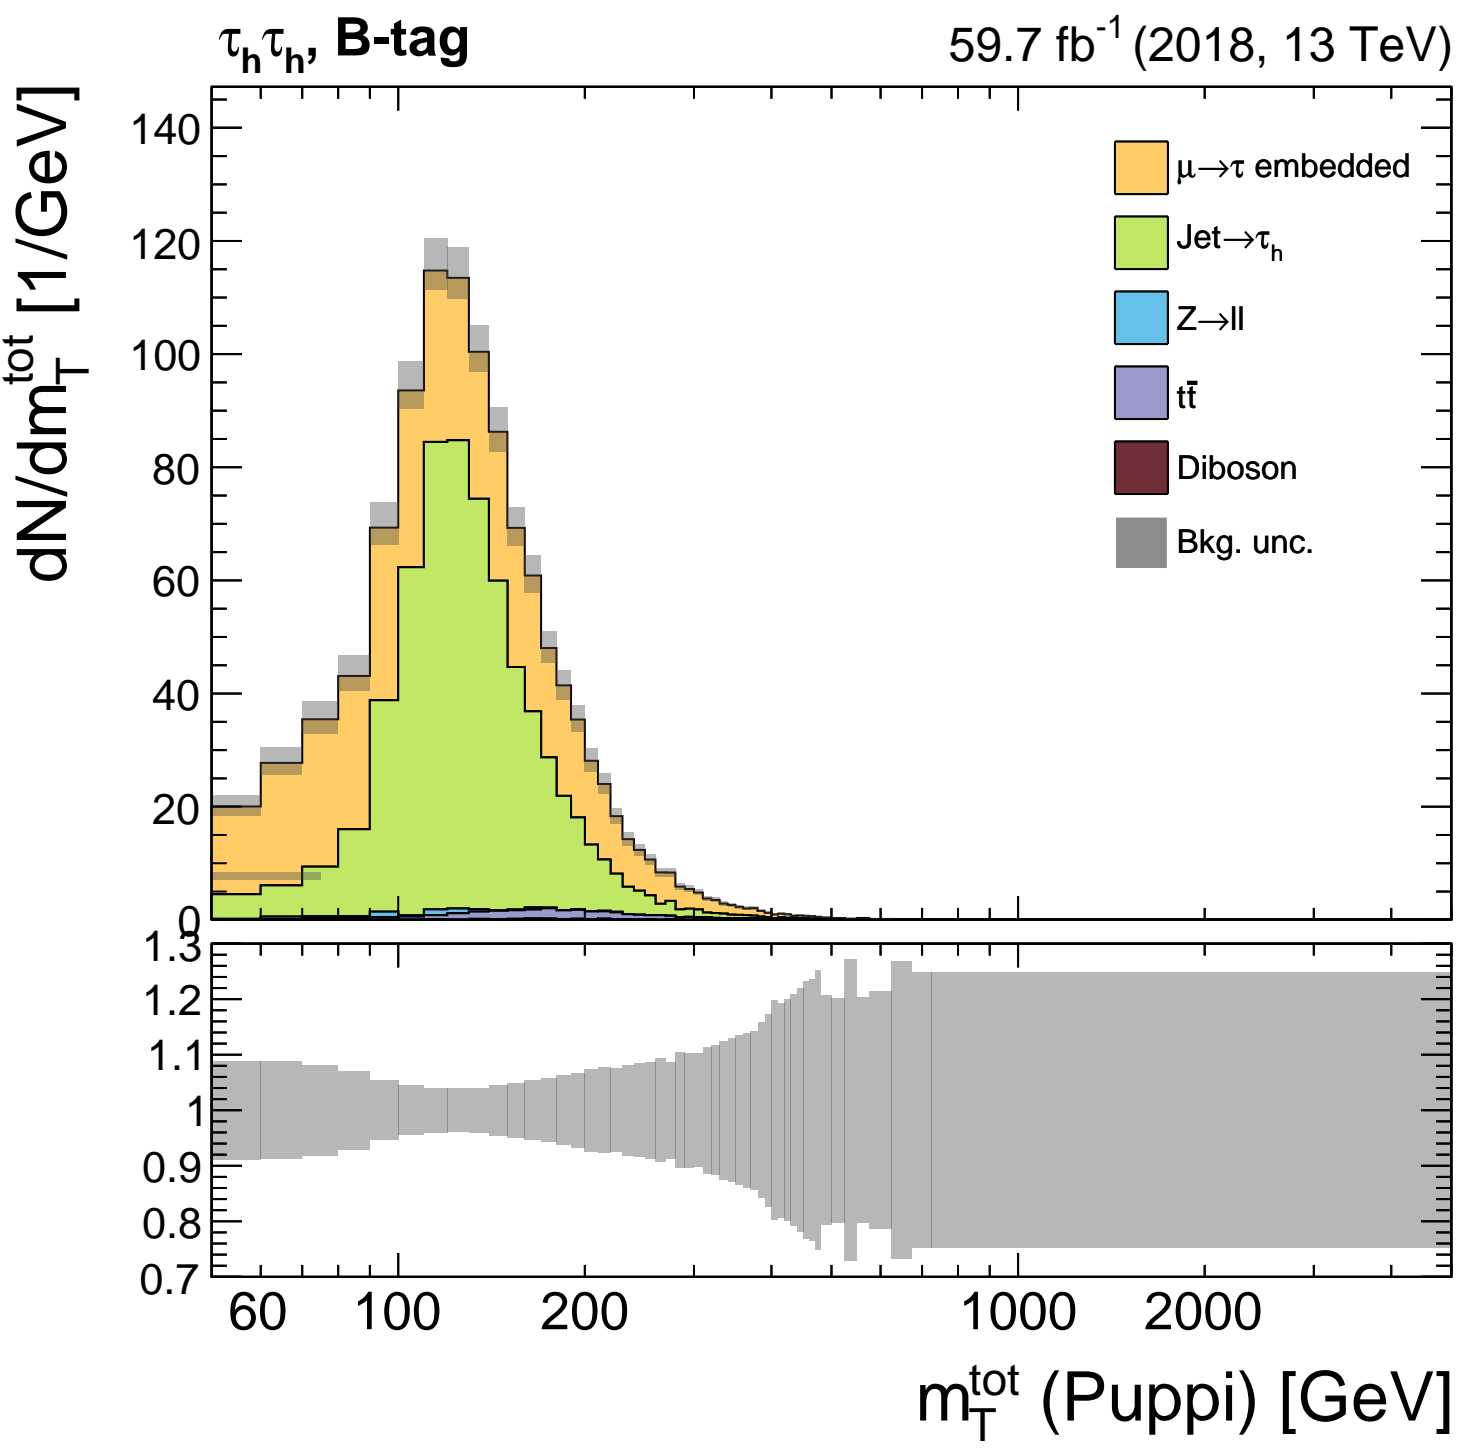 τhτh, B-tag
59.7 fb-1 (2018, 13 TeV)
dN/dmTtot [1/GeV]
140
120
100
80
60
40
20
0
μ→τ embedded
Jet→τh
Z→ll
tt̄
Diboson
Bkg. unc.
1.3
1.2
1.1
1
0.9
0.8
0.7
60 100 200 1000 2000
mTtot (Puppi) [GeV]